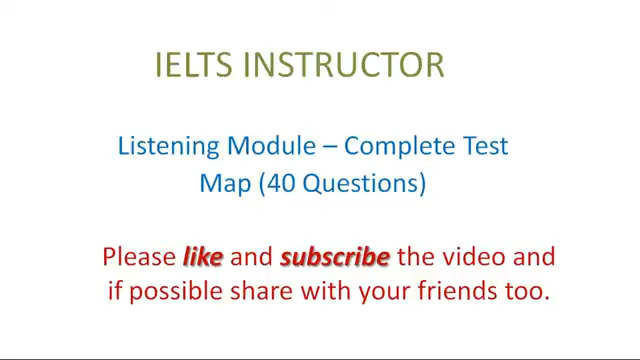 IELTS INSTRUCTOR
Listening Module – Complete Test
Map (40 Questions)
Please like and subscribe the video and
if possible share with your friends too.